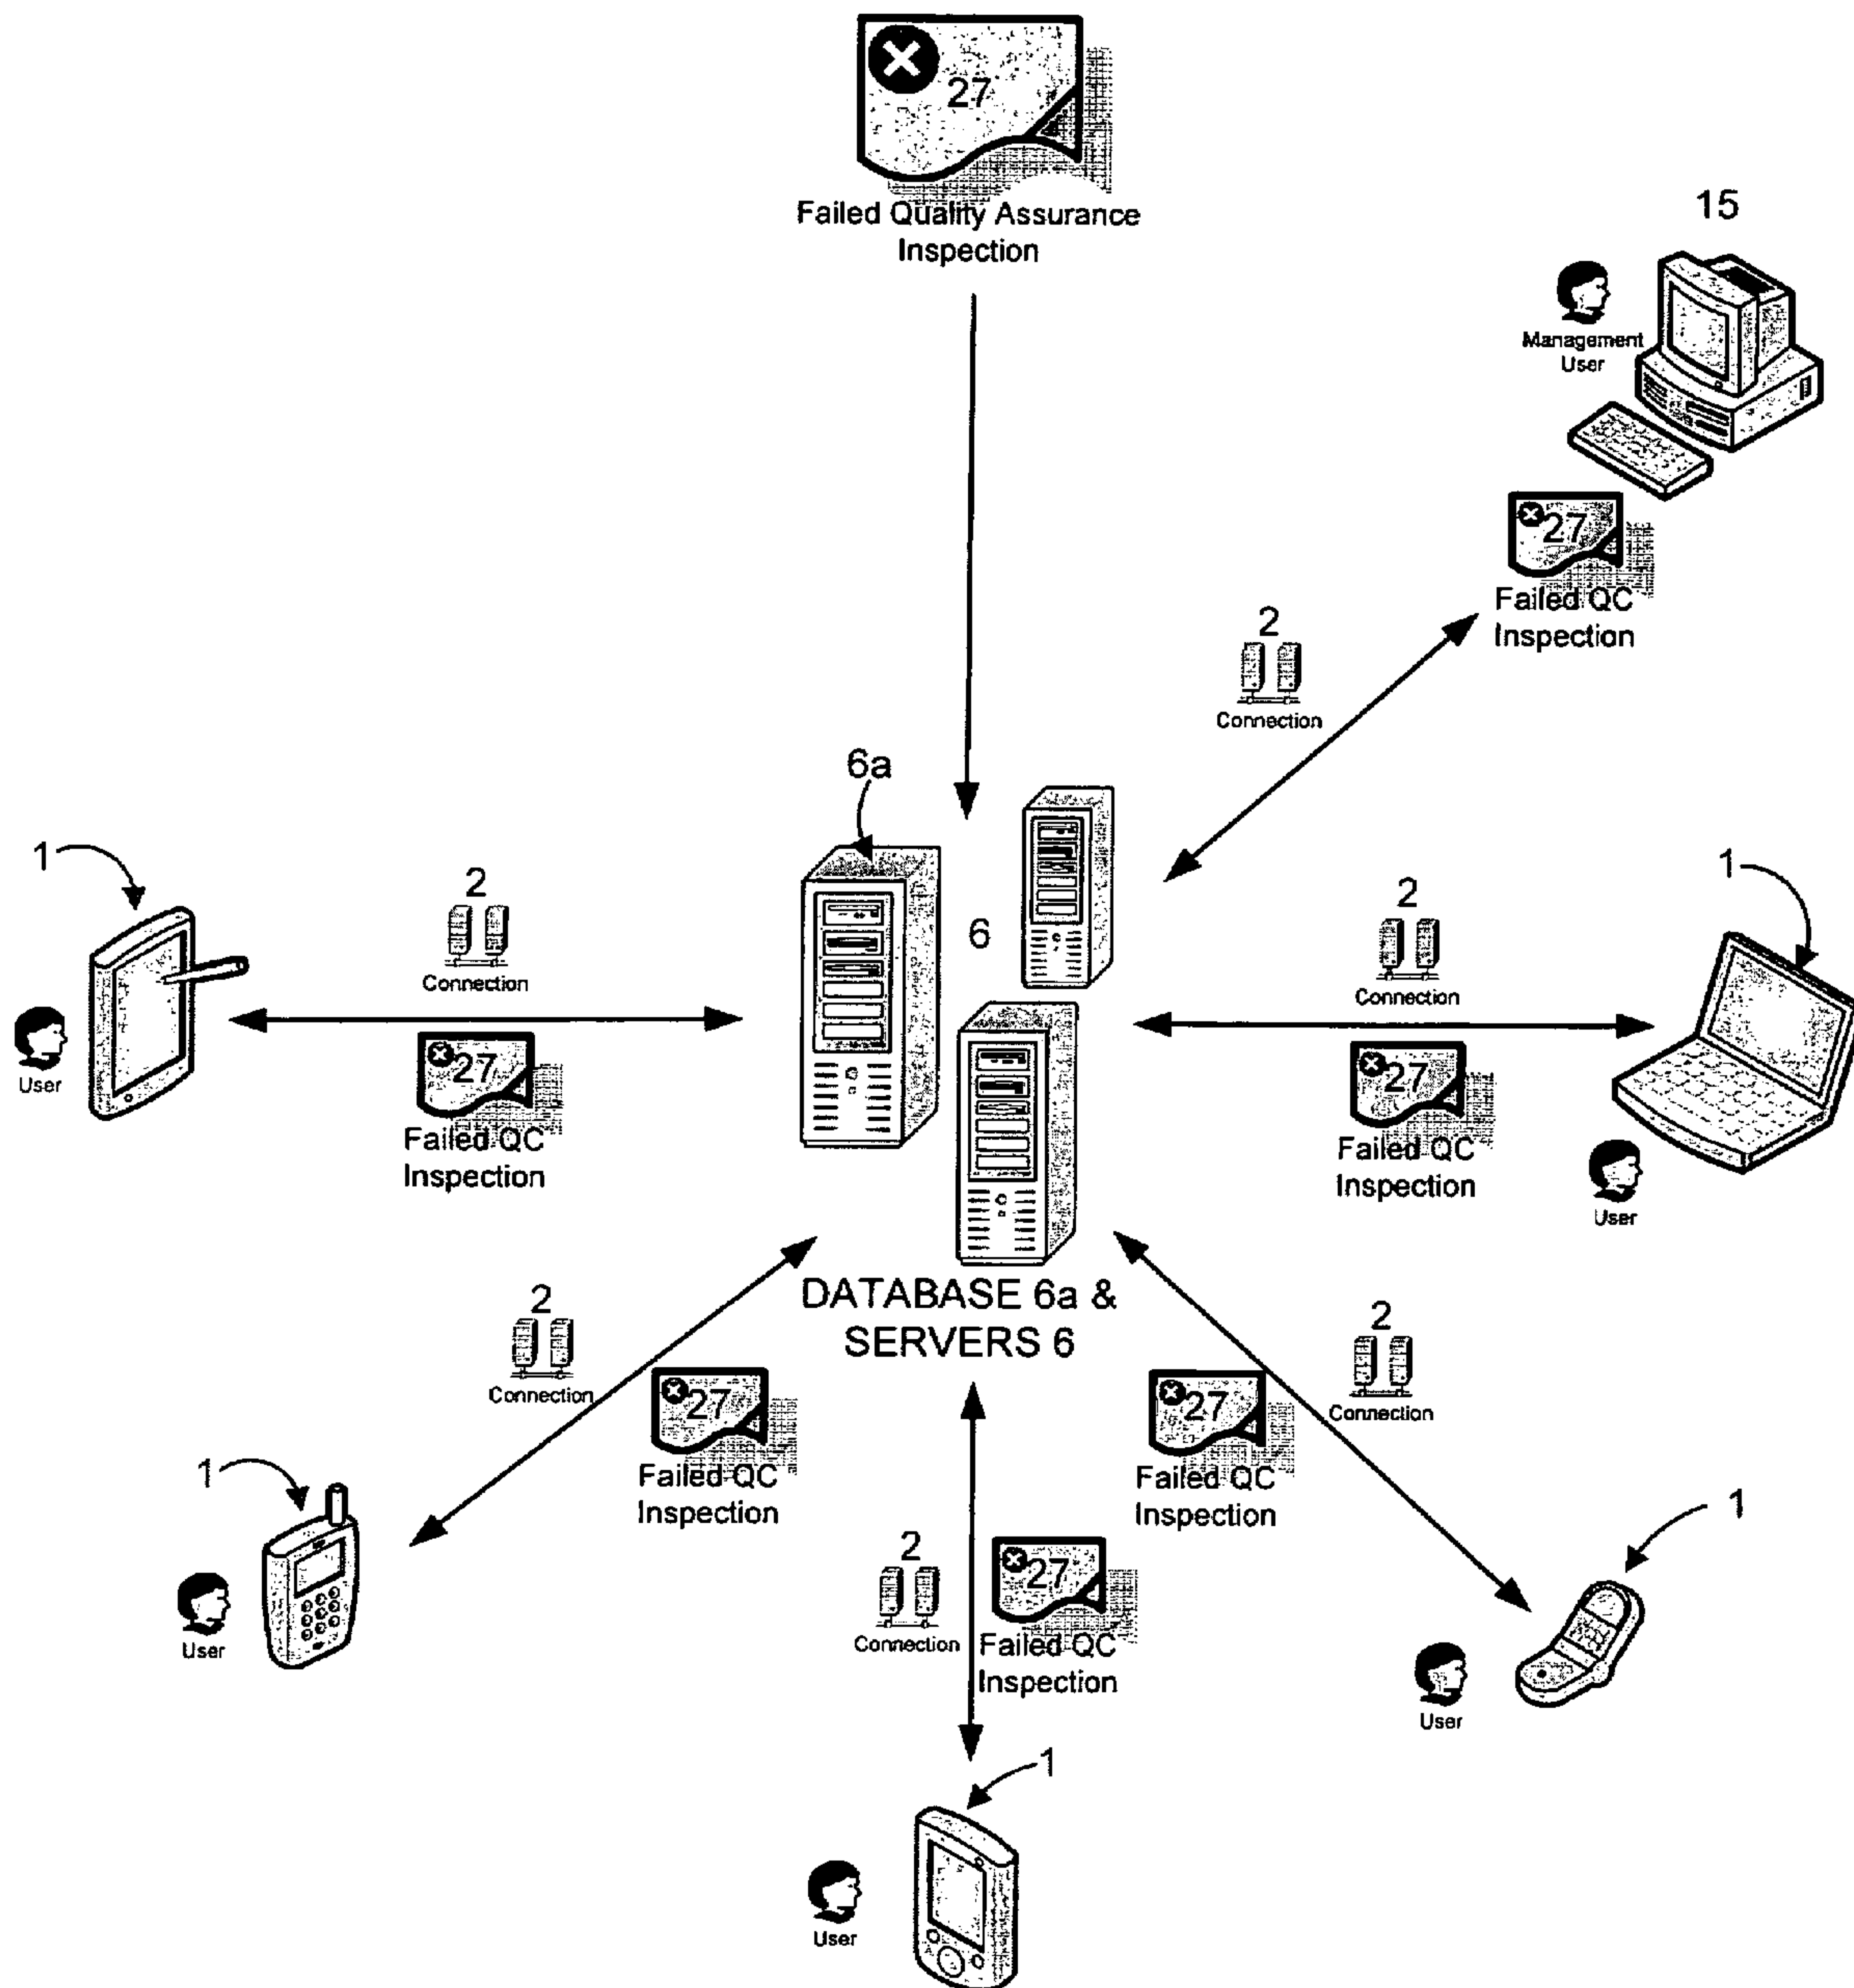 27
Failed Quality Assurance
Inspection
15
Management
User
27
Failed QC
Inspection
2
Connection
6a
6
1
2
Connection
User
27
Failed QC
Inspection
2
Connection
1
27
Failed QC
Inspection
User
DATABASE 6a &
SERVERS 6
2
Connection
27
Failed QC
Inspection
1
User
2
Connection
27
Failed QC
Inspection
1
User
27
Failed QC
Inspection
2
Connection
1
User